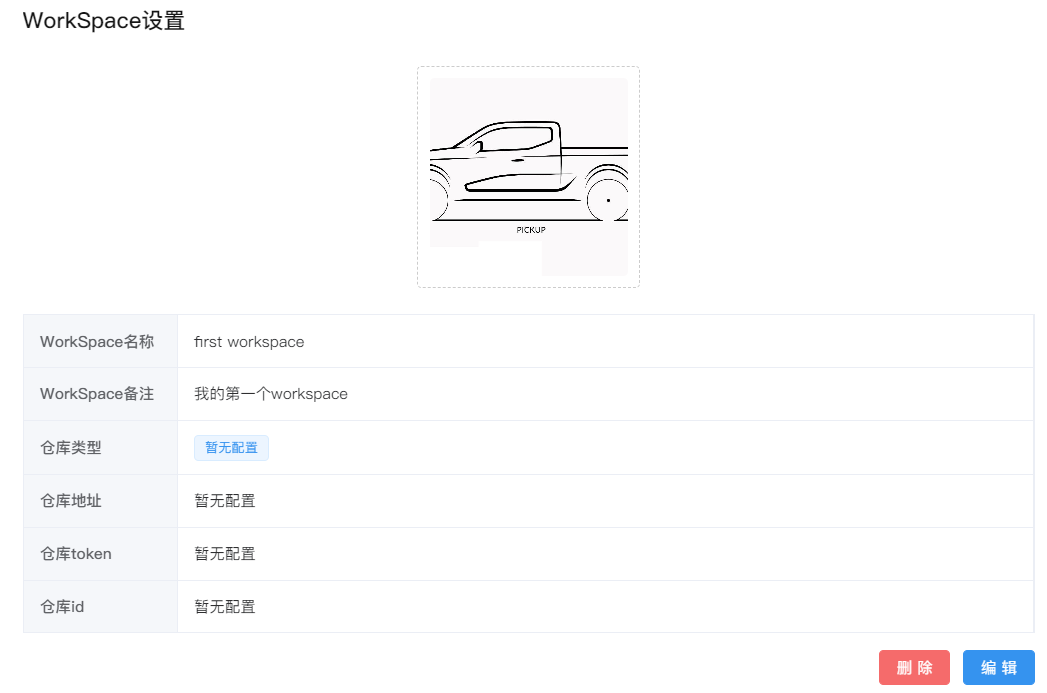 WorkSpace设置
PICKUP
WorkSpace名称 first workspace
WorkSpace备注 我的第一个workspace
仓库类型 暂无配置
仓库地址 暂无配置
仓库token 暂无配置
仓库id 暂无配置
删 除 编 辑